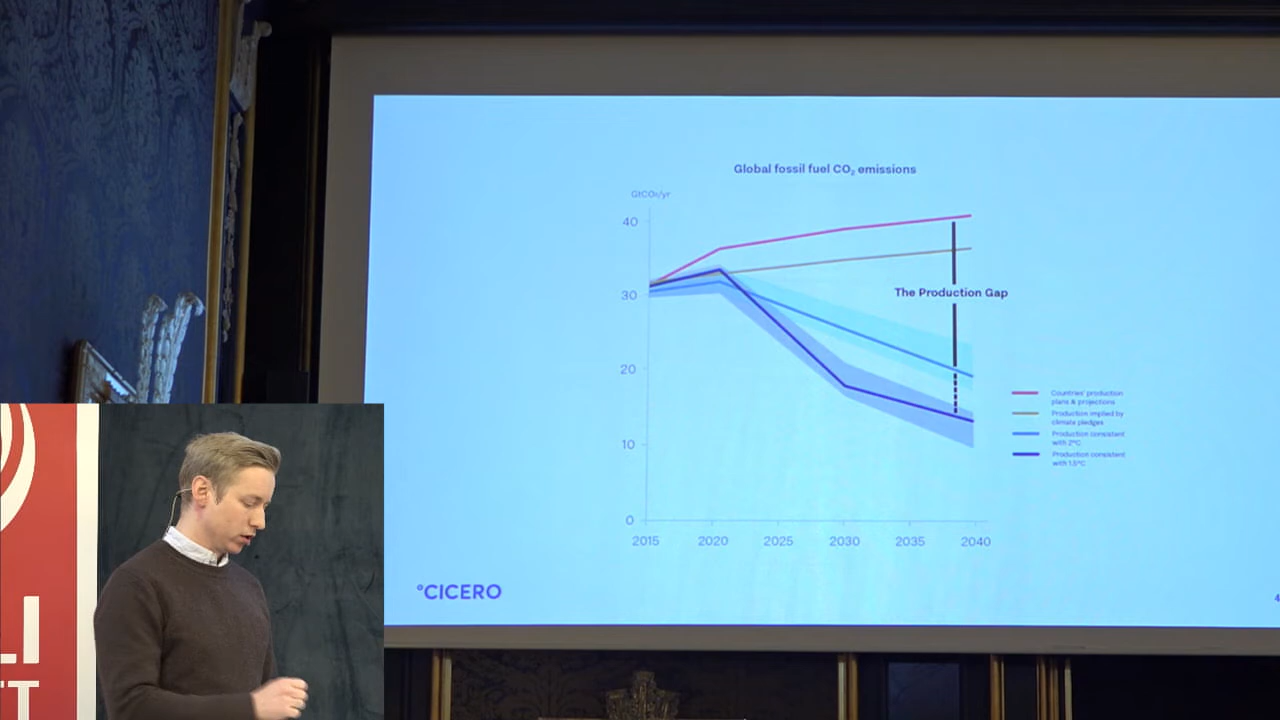 Global fossil fuel CO₂ emissions
GtCO₂/yr
40
30
20
10
0
2015 2020 2025 2030 2035 2040
The Production Gap
Countries' production
plans & projections
Production implied by
climate pledges
Production consistent
with 2°C
Production consistent
with 1.5°C
°CICERO
4
LI
T